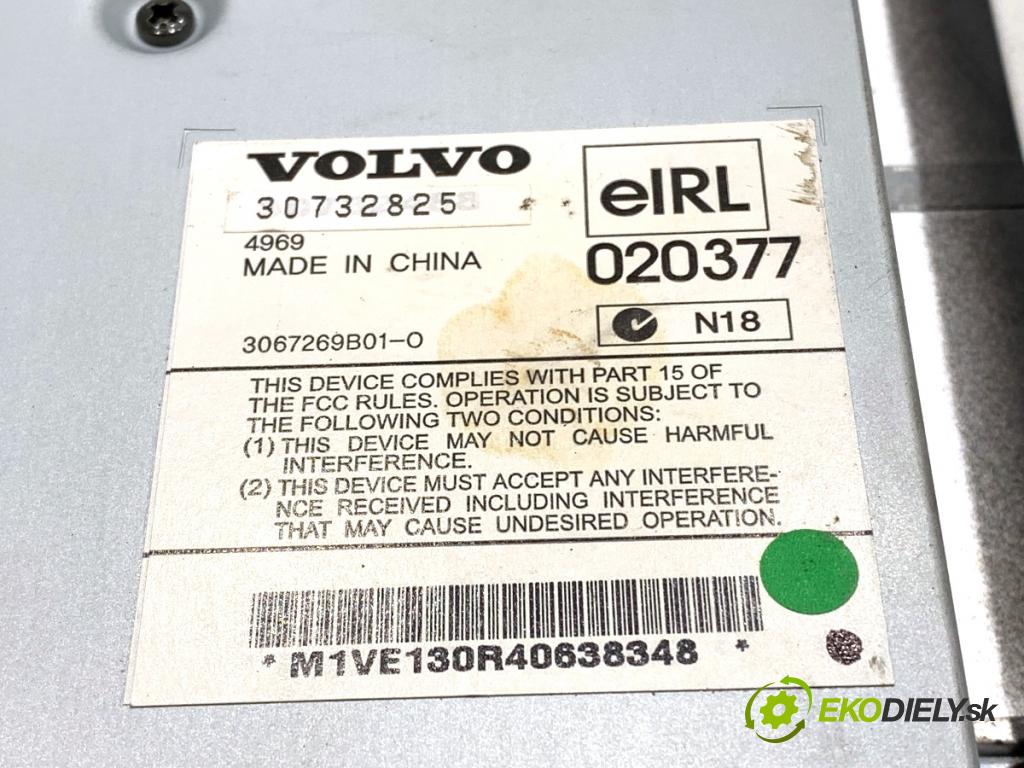 VOLVO
30732825
4969
MADE IN CHINA
3067269B01-O
eIRL
020377
N18
THIS DEVICE COMPLIES WITH PART 15 OF
THE FCC RULES. OPERATION IS SUBJECT TO
THE FOLLOWING TWO CONDITIONS:
(1) THIS DEVICE MAY NOT CAUSE HARMFUL
INTERFERENCE.
(2) THIS DEVICE MUST ACCEPT ANY INTERFERE-
NCE RECEIVED INCLUDING INTERFERENCE
THAT MAY CAUSE UNDESIRED OPERATION.
* M1VE130R40638348 *
EKODIELY.sk